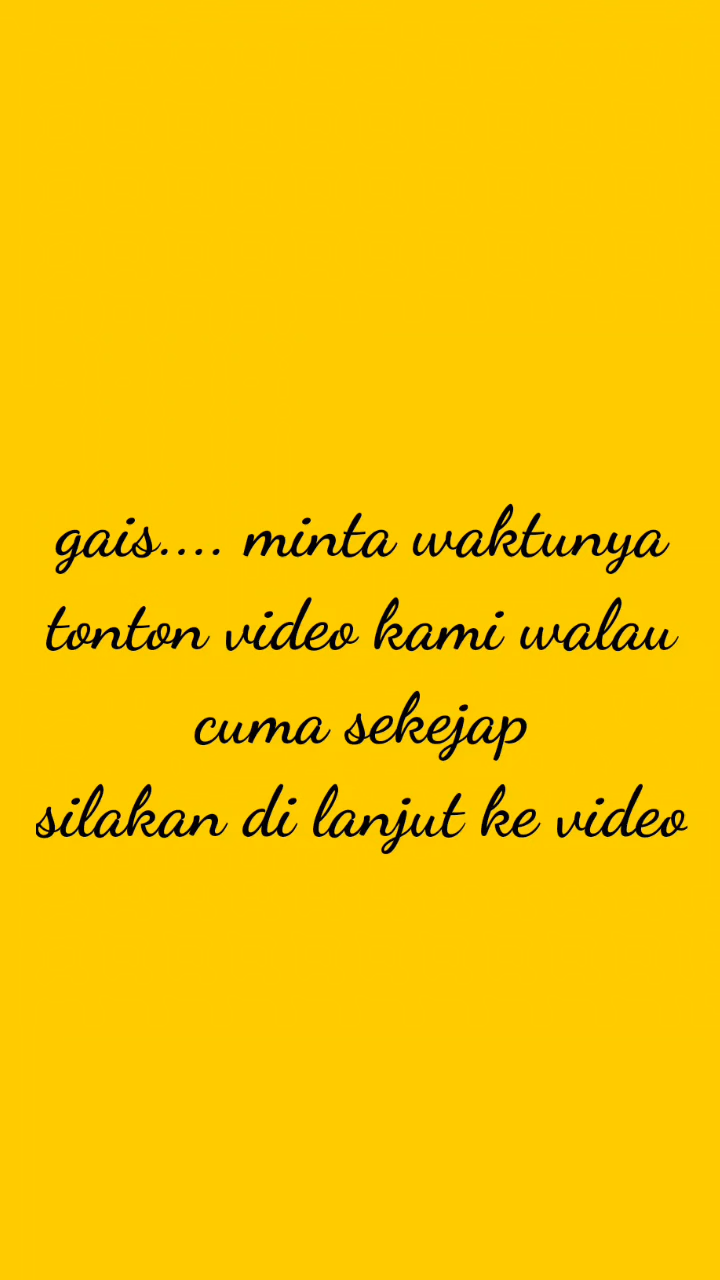 gais.... minta waktunya
tonton video kami walau
cuma sekejap
silakan di lanjut ke video